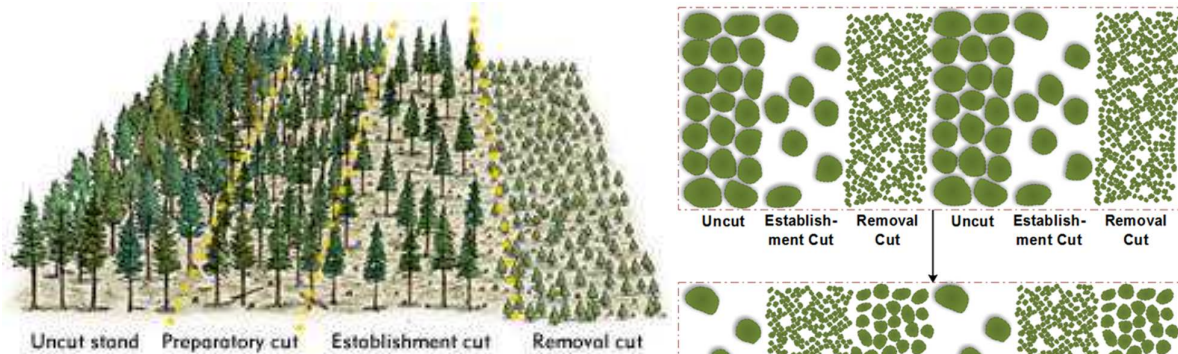 Uncut stand Preparatory cut Establishment cut Removal cut
Uncut Establish- Removal Uncut Establish- Removal
ment Cut Cut ment Cut Cut